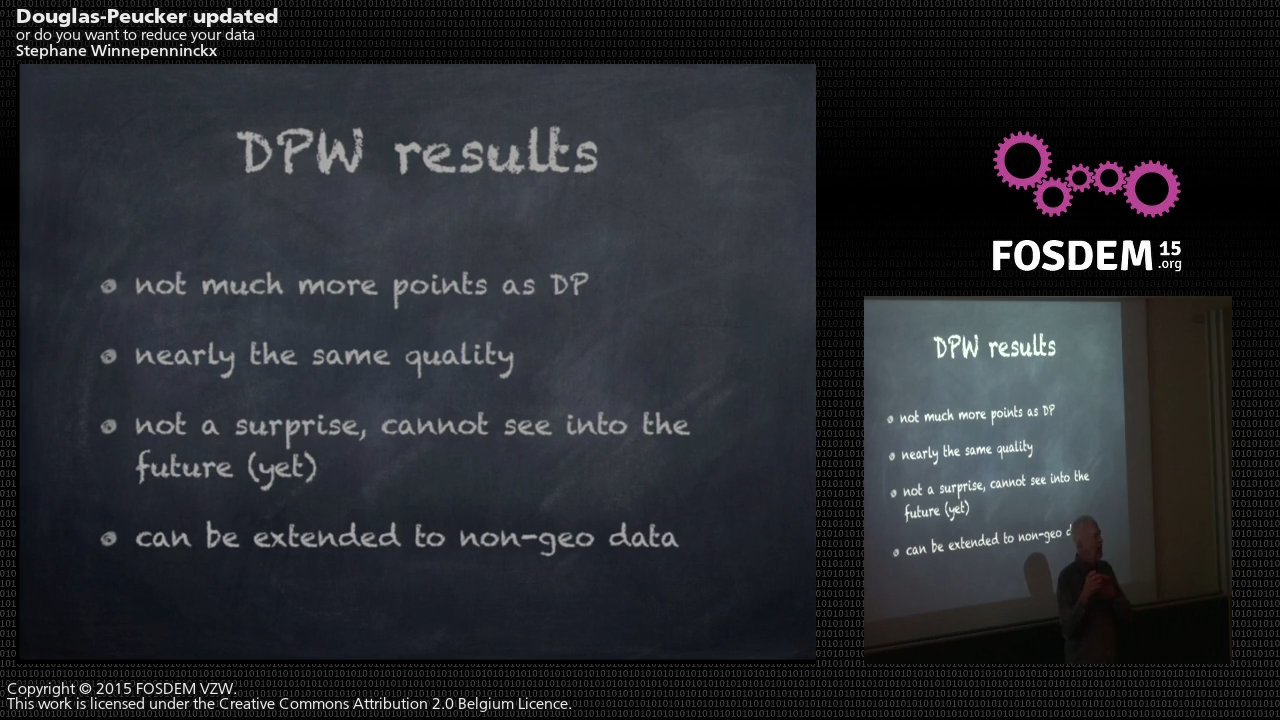 Douglas-Peucker updated
or do you want to reduce your data
Stephane Winnepenninckx
DPW results
not much more points as DP
nearly the same quality
not a surprise, cannot see into the
future (yet)
can be extended to non-geo data
FOSDEM 15
.org
DPW results
not much more points as DP
nearly the same quality
not a surprise, cannot see into the
future (yet)
can be extended to non-geo d
Copyright © 2015 FOSDEM VZW.
This work is licensed under the Creative Commons Attribution 2.0 Belgium Licence.